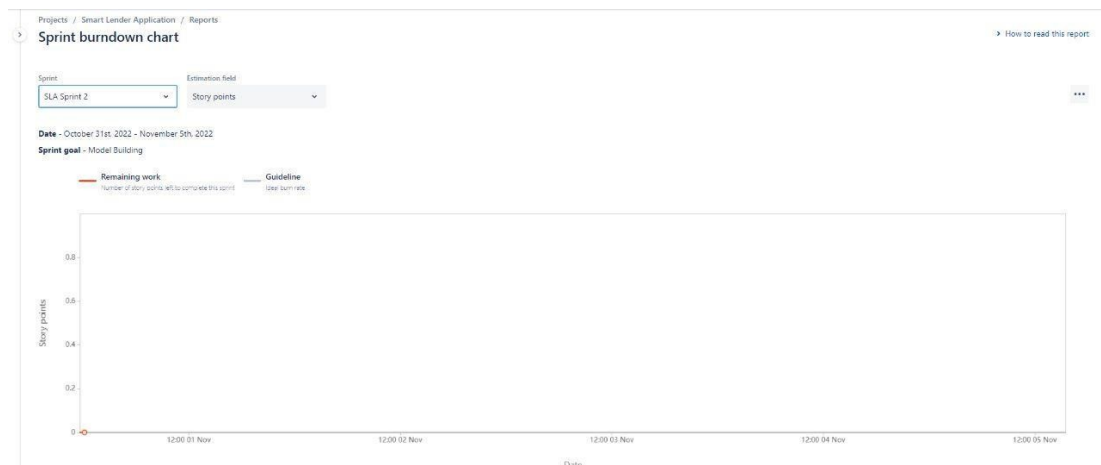 Projects / Smart Lender Application / Reports
Sprint burndown chart
How to read this report
Sprint
Estimation field
SLA Sprint 2
Story points
Date - October 31st, 2022 - November 5th, 2022
Sprint goal - Model Building
Remaining work
Guideline
Number of story points left to complete this sprint
Ideal burn rate
Story points
0.8
0.6
0.4
0.2
0
12:00 01 Nov
12:00 02 Nov
12:00 03 Nov
12:00 04 Nov
12:00 05 Nov
Date